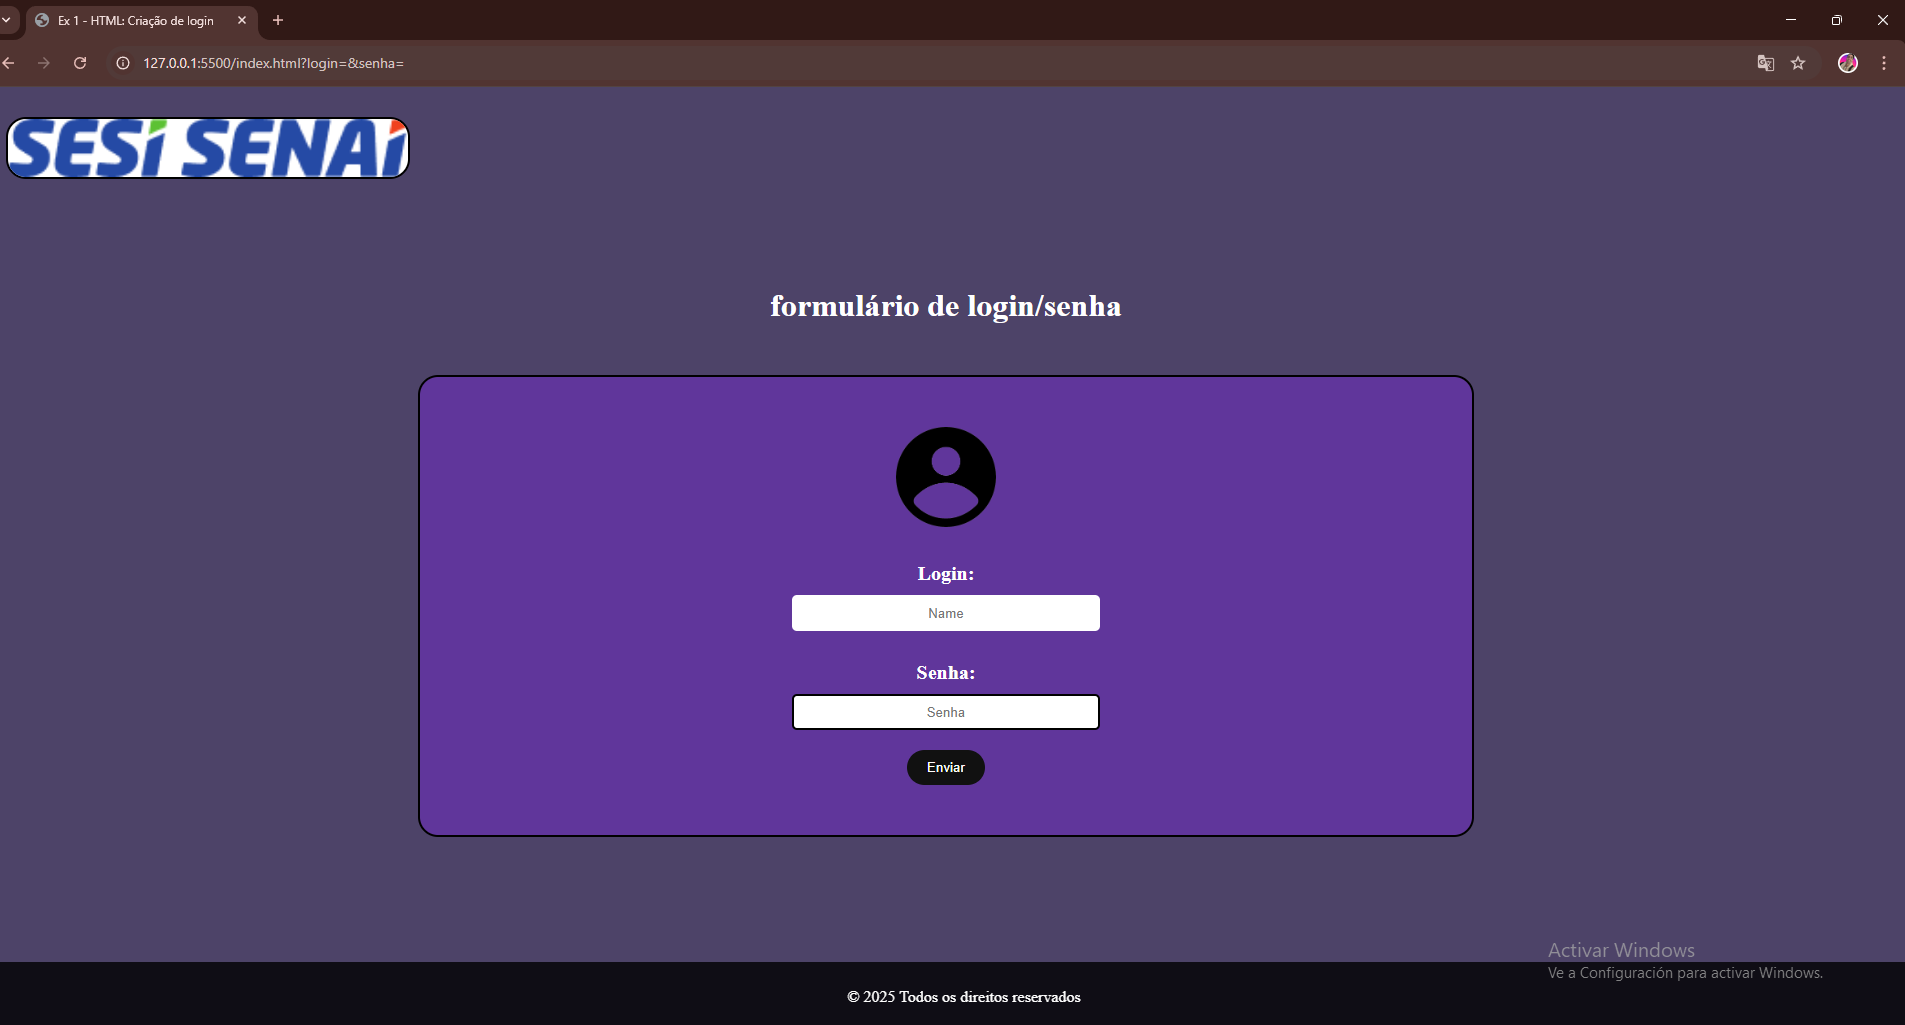 Ex 1 - HTML: Criação de login
127.0.0.1:5500/index.html?login=&senha=
SESI SENAI
formulário de login/senha
Login:
Name
Senha:
Senha
Enviar
Activar Windows
Ve a Configuración para activar Windows.
© 2025 Todos os direitos reservados